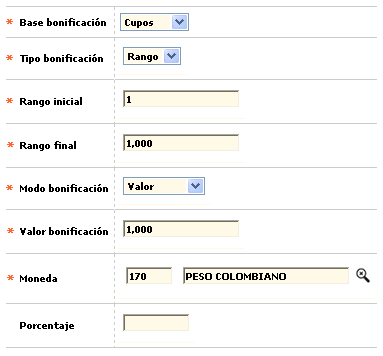 * Base bonificación Cupos
* Tipo bonificación Rango
* Rango inicial 1
* Rango final 1,000
* Modo bonificación Valor
* Valor bonificación 1,000
* Moneda 170 PESO COLOMBIANO
Porcentaje